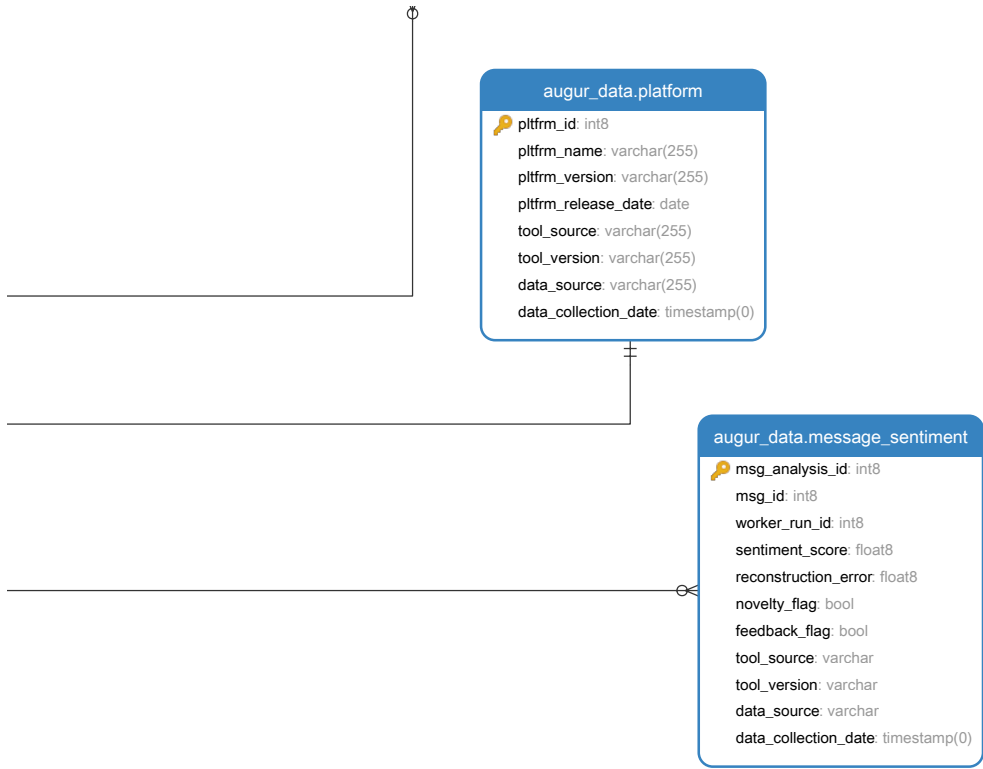 augur_data.platform
pltfrm_id: int8
pltfrm_name: varchar(255)
pltfrm_version: varchar(255)
pltfrm_release_date: date
tool_source: varchar(255)
tool_version: varchar(255)
data_source: varchar(255)
data_collection_date: timestamp(0)
augur_data.message_sentiment
msg_analysis_id: int8
msg_id: int8
worker_run_id: int8
sentiment_score: float8
reconstruction_error: float8
novelty_flag: bool
feedback_flag: bool
tool_source: varchar
tool_version: varchar
data_source: varchar
data_collection_date: timestamp(0)